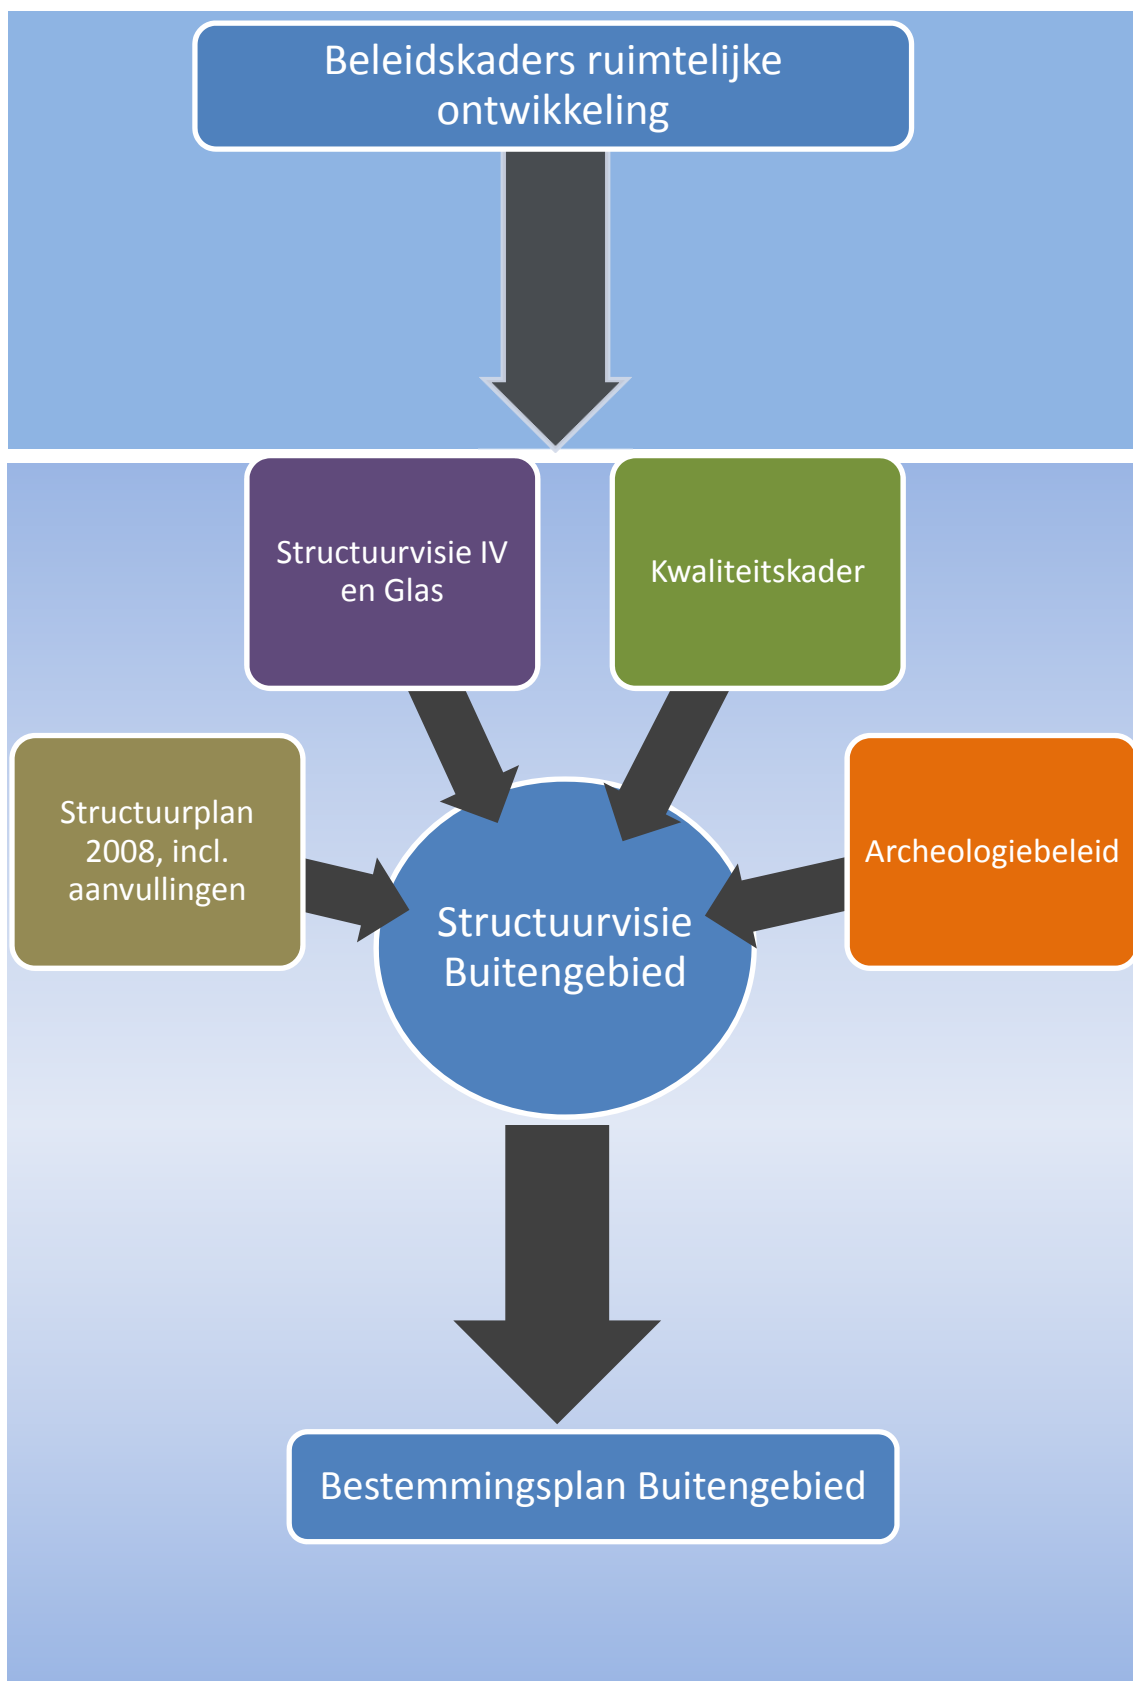 Beleidskaders ruimtelijke
ontwikkeling
Structuurvisie IV
en Glas
Kwaliteitskader
Structuurplan
2008, incl.
aanvullingen
Archeologiebeleid
Structuurvisie
Buitengebied
Bestemmingsplan Buitengebied